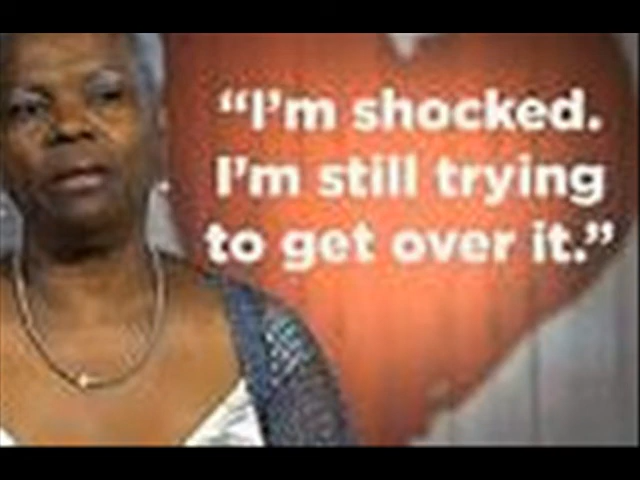 “I’m shocked.
I’m still trying
to get over it.”